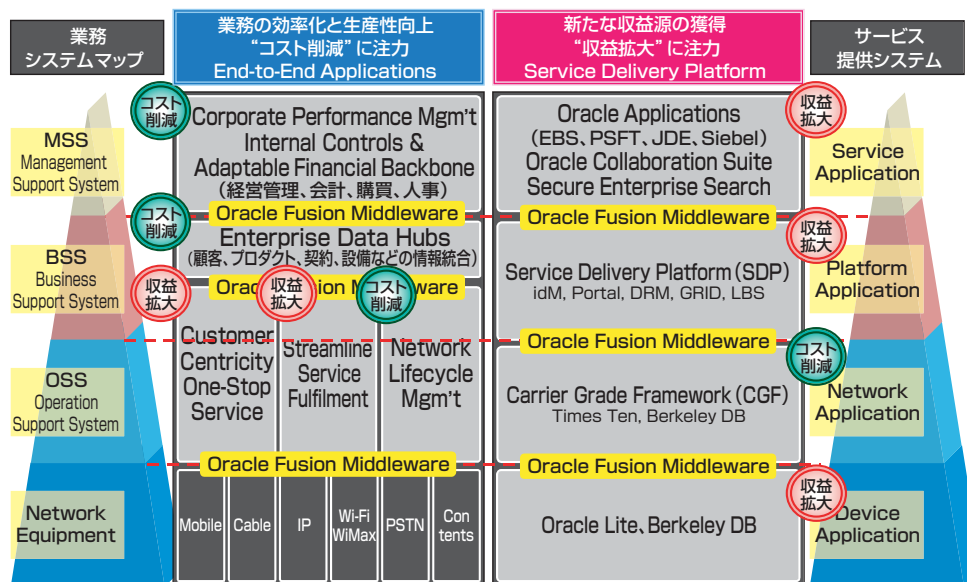 業務
システムマップ
業務の効率化と生産性向上
“コスト削減”に注力
End-to-End Applications
新たな収益源の獲得
“収益拡大”に注力
Service Delivery Platform
サービス
提供システム
MSS
Management
Support System
BSS
Business
Support System
OSS
Operation
Support System
Network
Equipment
コスト
削減
Corporate Performance Mgm't
Internal Controls &
Adaptable Financial Backbone
(経営管理、会計、購買、人事)
コスト
削減
Oracle Fusion Middleware
Enterprise Data Hubs
(顧客、プロダクト、契約、設備などの情報統合)
収益
拡大
収益
拡大
コスト
削減
Oracle Fusion Middleware
Customer
Centricity
One-Stop
Service
Streamline
Service
Fulfilment
Network
Lifecycle
Mgm't
Oracle Fusion Middleware
Mobile
Cable
IP
Wi-Fi
WiMax
PSTN
Con
tents
Oracle Applications
(EBS、PSFT、JDE、Siebel)
Oracle Collaboration Suite
Secure Enterprise Search
Oracle Fusion Middleware
Service Delivery Platform (SDP)
idM, Portal, DRM, GRID, LBS
Oracle Fusion Middleware
Carrier Grade Framework (CGF)
Times Ten, Berkeley DB
Oracle Fusion Middleware
Oracle Lite、Berkeley DB
収益
拡大
Service
Application
収益
拡大
Platform
Application
コスト
削減
Network
Application
収益
拡大
Device
Application